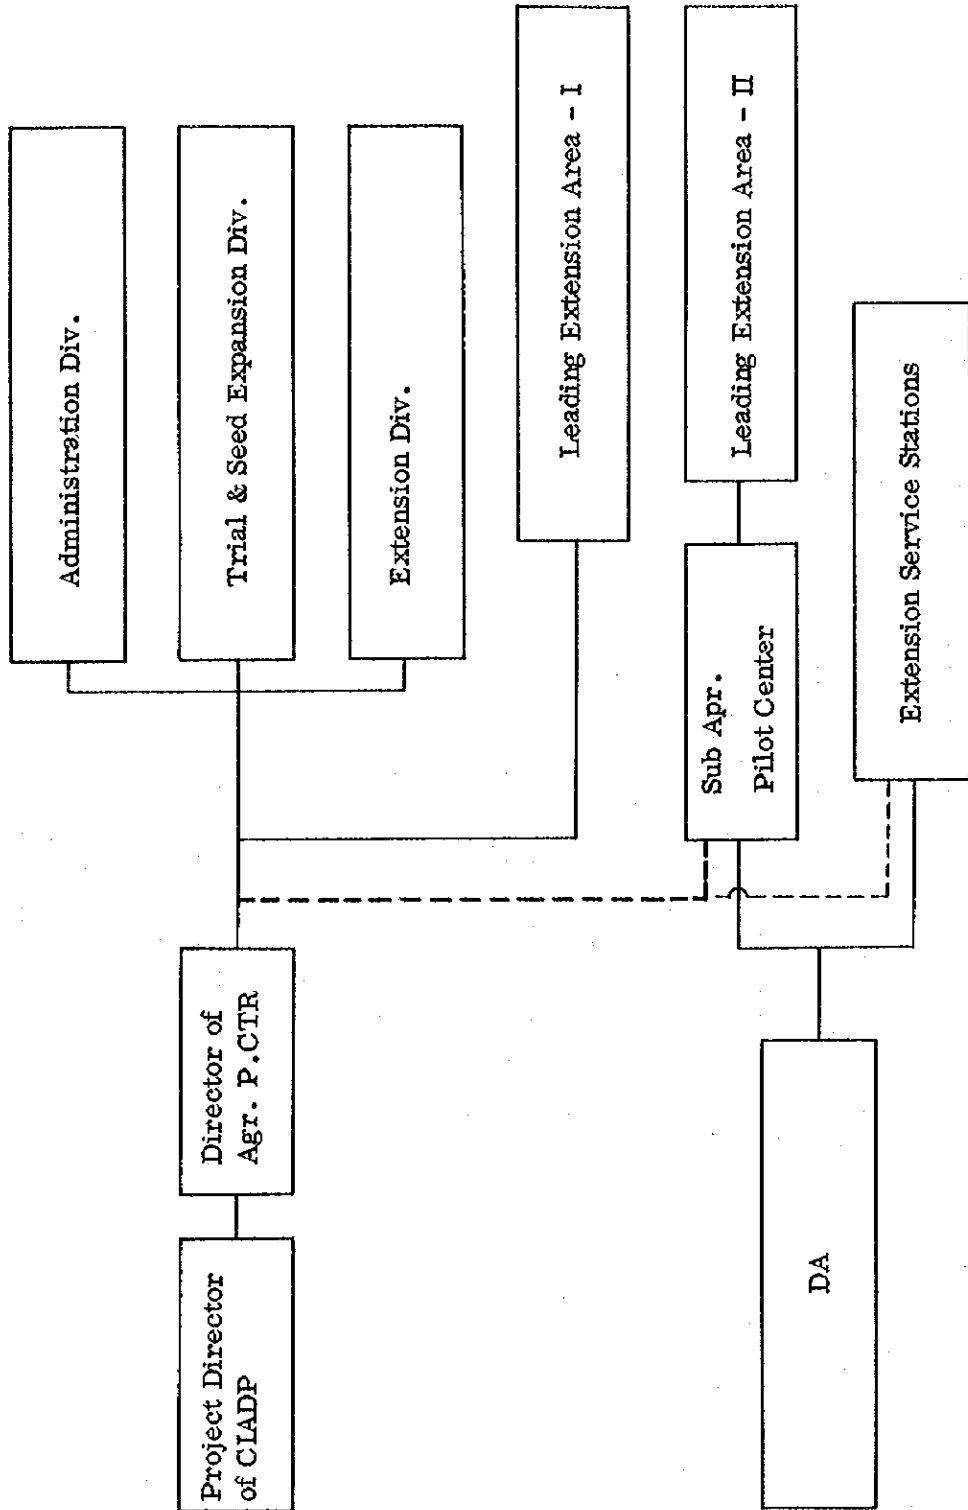 Project Director
of CIADP
Director of
Agr. P.CTR
Administration Div.
Trial & Seed Expansion Div.
Extension Div.
Leading Extension Area - I
DA
Sub Apr.
Pilot Center
Leading Extension Area - II
Extension Service Stations